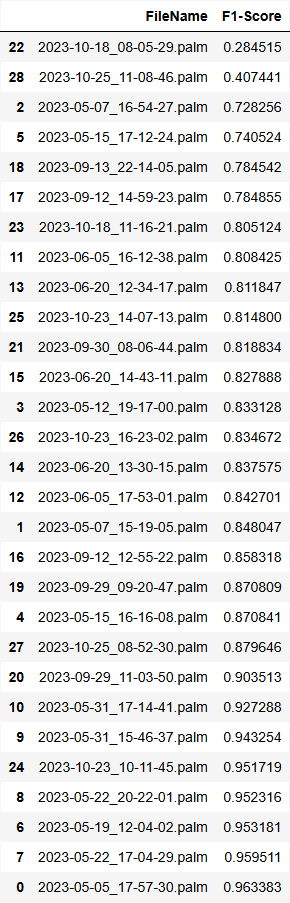 FileName F1-Score
22 2023-10-18_08-05-29.palm 0.284515
28 2023-10-25_11-08-46.palm 0.407441
2 2023-05-07_16-54-27.palm 0.728256
5 2023-05-15_17-12-24.palm 0.740524
18 2023-09-13_22-14-05.palm 0.784542
17 2023-09-12_14-59-23.palm 0.784855
23 2023-10-18_11-16-21.palm 0.805124
11 2023-06-05_16-12-38.palm 0.808425
13 2023-06-20_12-34-17.palm 0.811847
25 2023-10-23_14-07-13.palm 0.814800
21 2023-09-30_08-06-44.palm 0.818834
15 2023-06-20_14-43-11.palm 0.827888
3 2023-05-12_19-17-00.palm 0.833128
26 2023-10-23_16-23-02.palm 0.834672
14 2023-06-20_13-30-15.palm 0.837575
12 2023-06-05_17-53-01.palm 0.842701
1 2023-05-07_15-19-05.palm 0.848047
16 2023-09-12_12-55-22.palm 0.858318
19 2023-09-29_09-20-47.palm 0.870809
4 2023-05-15_16-16-08.palm 0.870841
27 2023-10-25_08-52-30.palm 0.879646
20 2023-09-29_11-03-50.palm 0.903513
10 2023-05-31_17-14-41.palm 0.927288
9 2023-05-31_15-46-37.palm 0.943254
24 2023-10-23_10-11-45.palm 0.951719
8 2023-05-22_20-22-01.palm 0.952316
6 2023-05-19_12-04-02.palm 0.953181
7 2023-05-22_17-04-29.palm 0.959511
0 2023-05-05_17-57-30.palm 0.963383